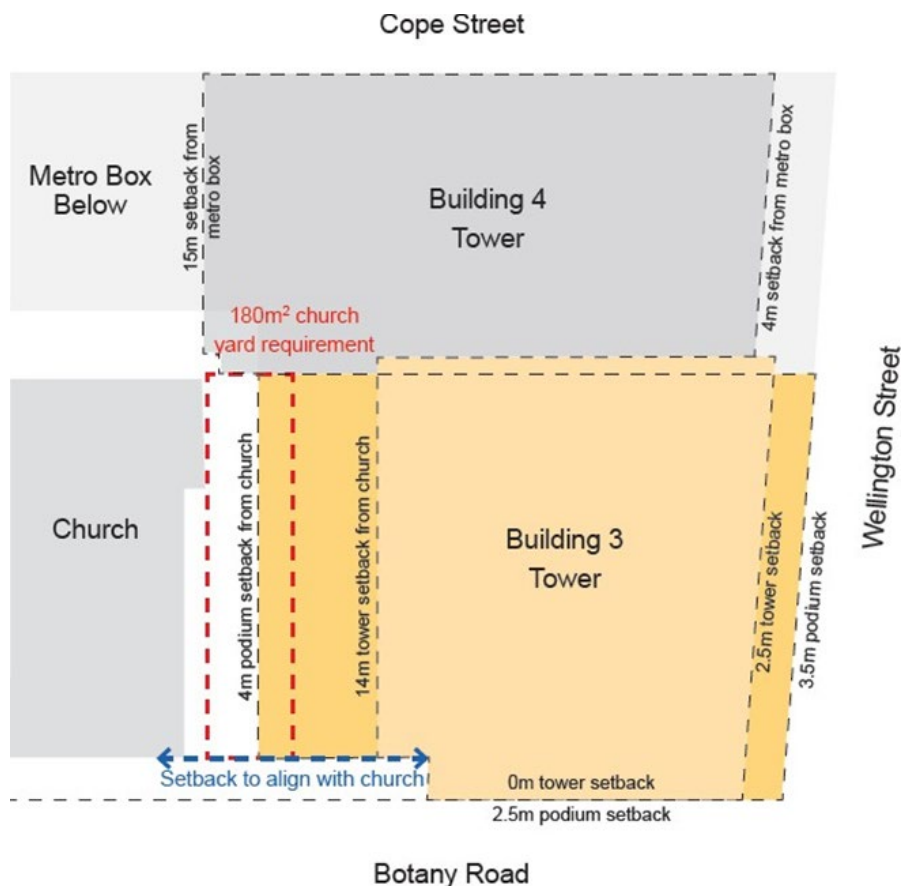 Cope Street
Metro Box
Below
15m setback from
metro box
Building 4
Tower
4m setback from metro box
180m² church
yard requirement
Wellington Street
Church
4m podium setback from church
14m tower setback from church
Building 3
Tower
2.5m tower setback
3.5m podium setback
Setback to align with church
0m tower setback
2.5m podium setback
Botany Road